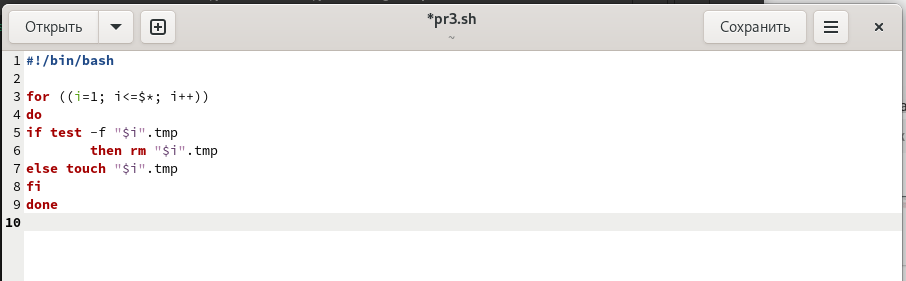 Открыть
*pr3.sh
~
Сохранить
1 #!/bin/bash
2
3 for ((i=1; i<=$*; i++))
4 do
5 if test -f "$i".tmp
6         then rm "$i".tmp
7 else touch "$i".tmp
8 fi
9 done
10